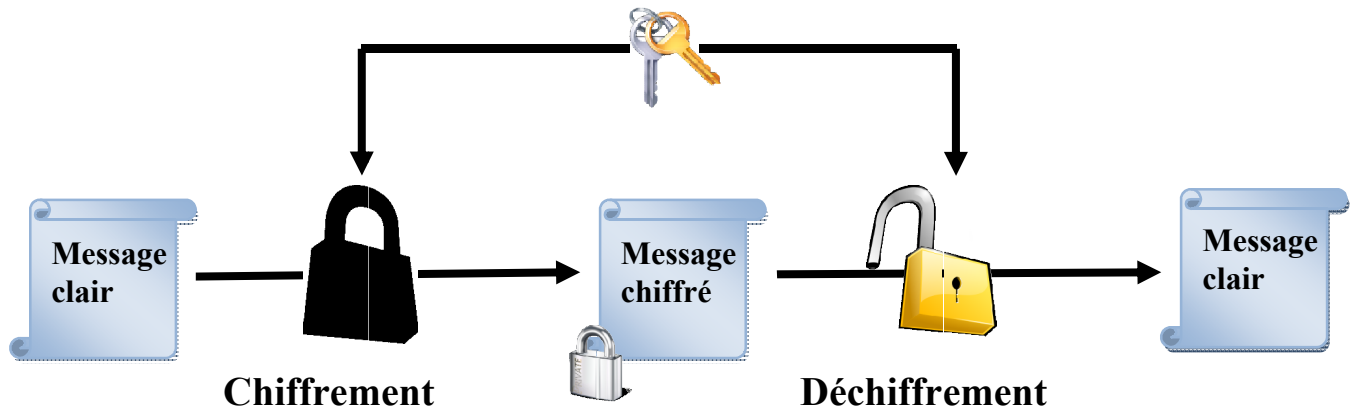 Message
clair
Message
chiffré
Message
clair
Chiffrement
Déchiffrement